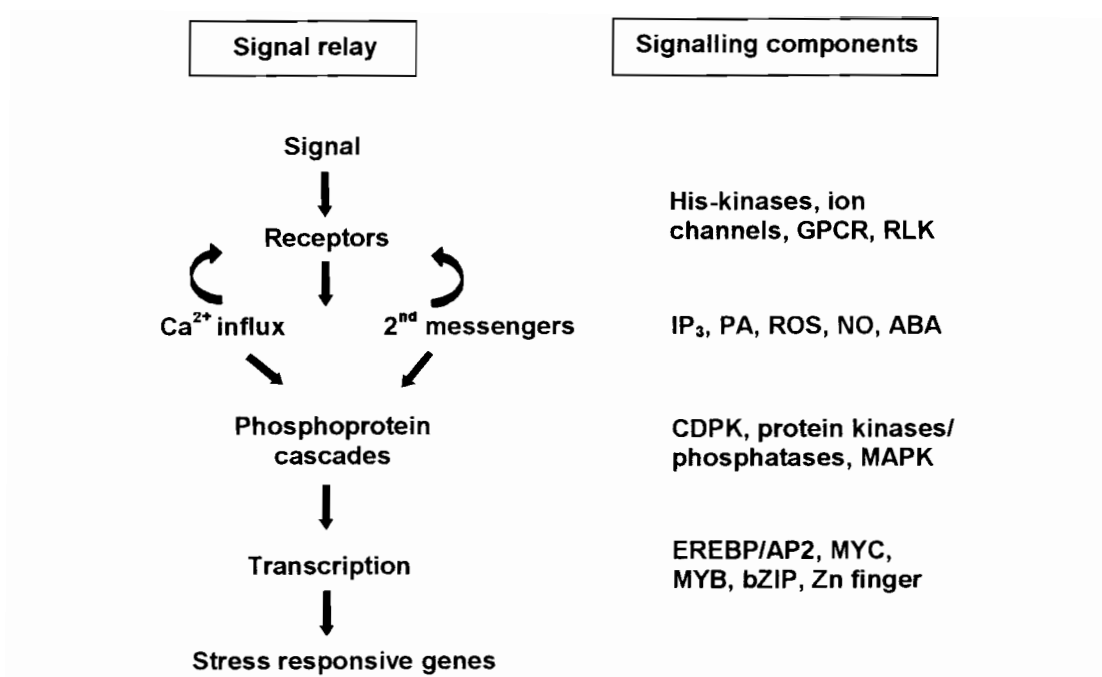 Signal relay
Signalling components
Signal
His-kinases, ion
channels, GPCR, RLK
Receptors
Ca²⁺ influx
2ⁿᵈ messengers
IP₃, PA, ROS, NO, ABA
Phosphoprotein
cascades
CDPK, protein kinases/
phosphatases, MAPK
Transcription
EREBP/AP2, MYC,
MYB, bZIP, Zn finger
Stress responsive genes